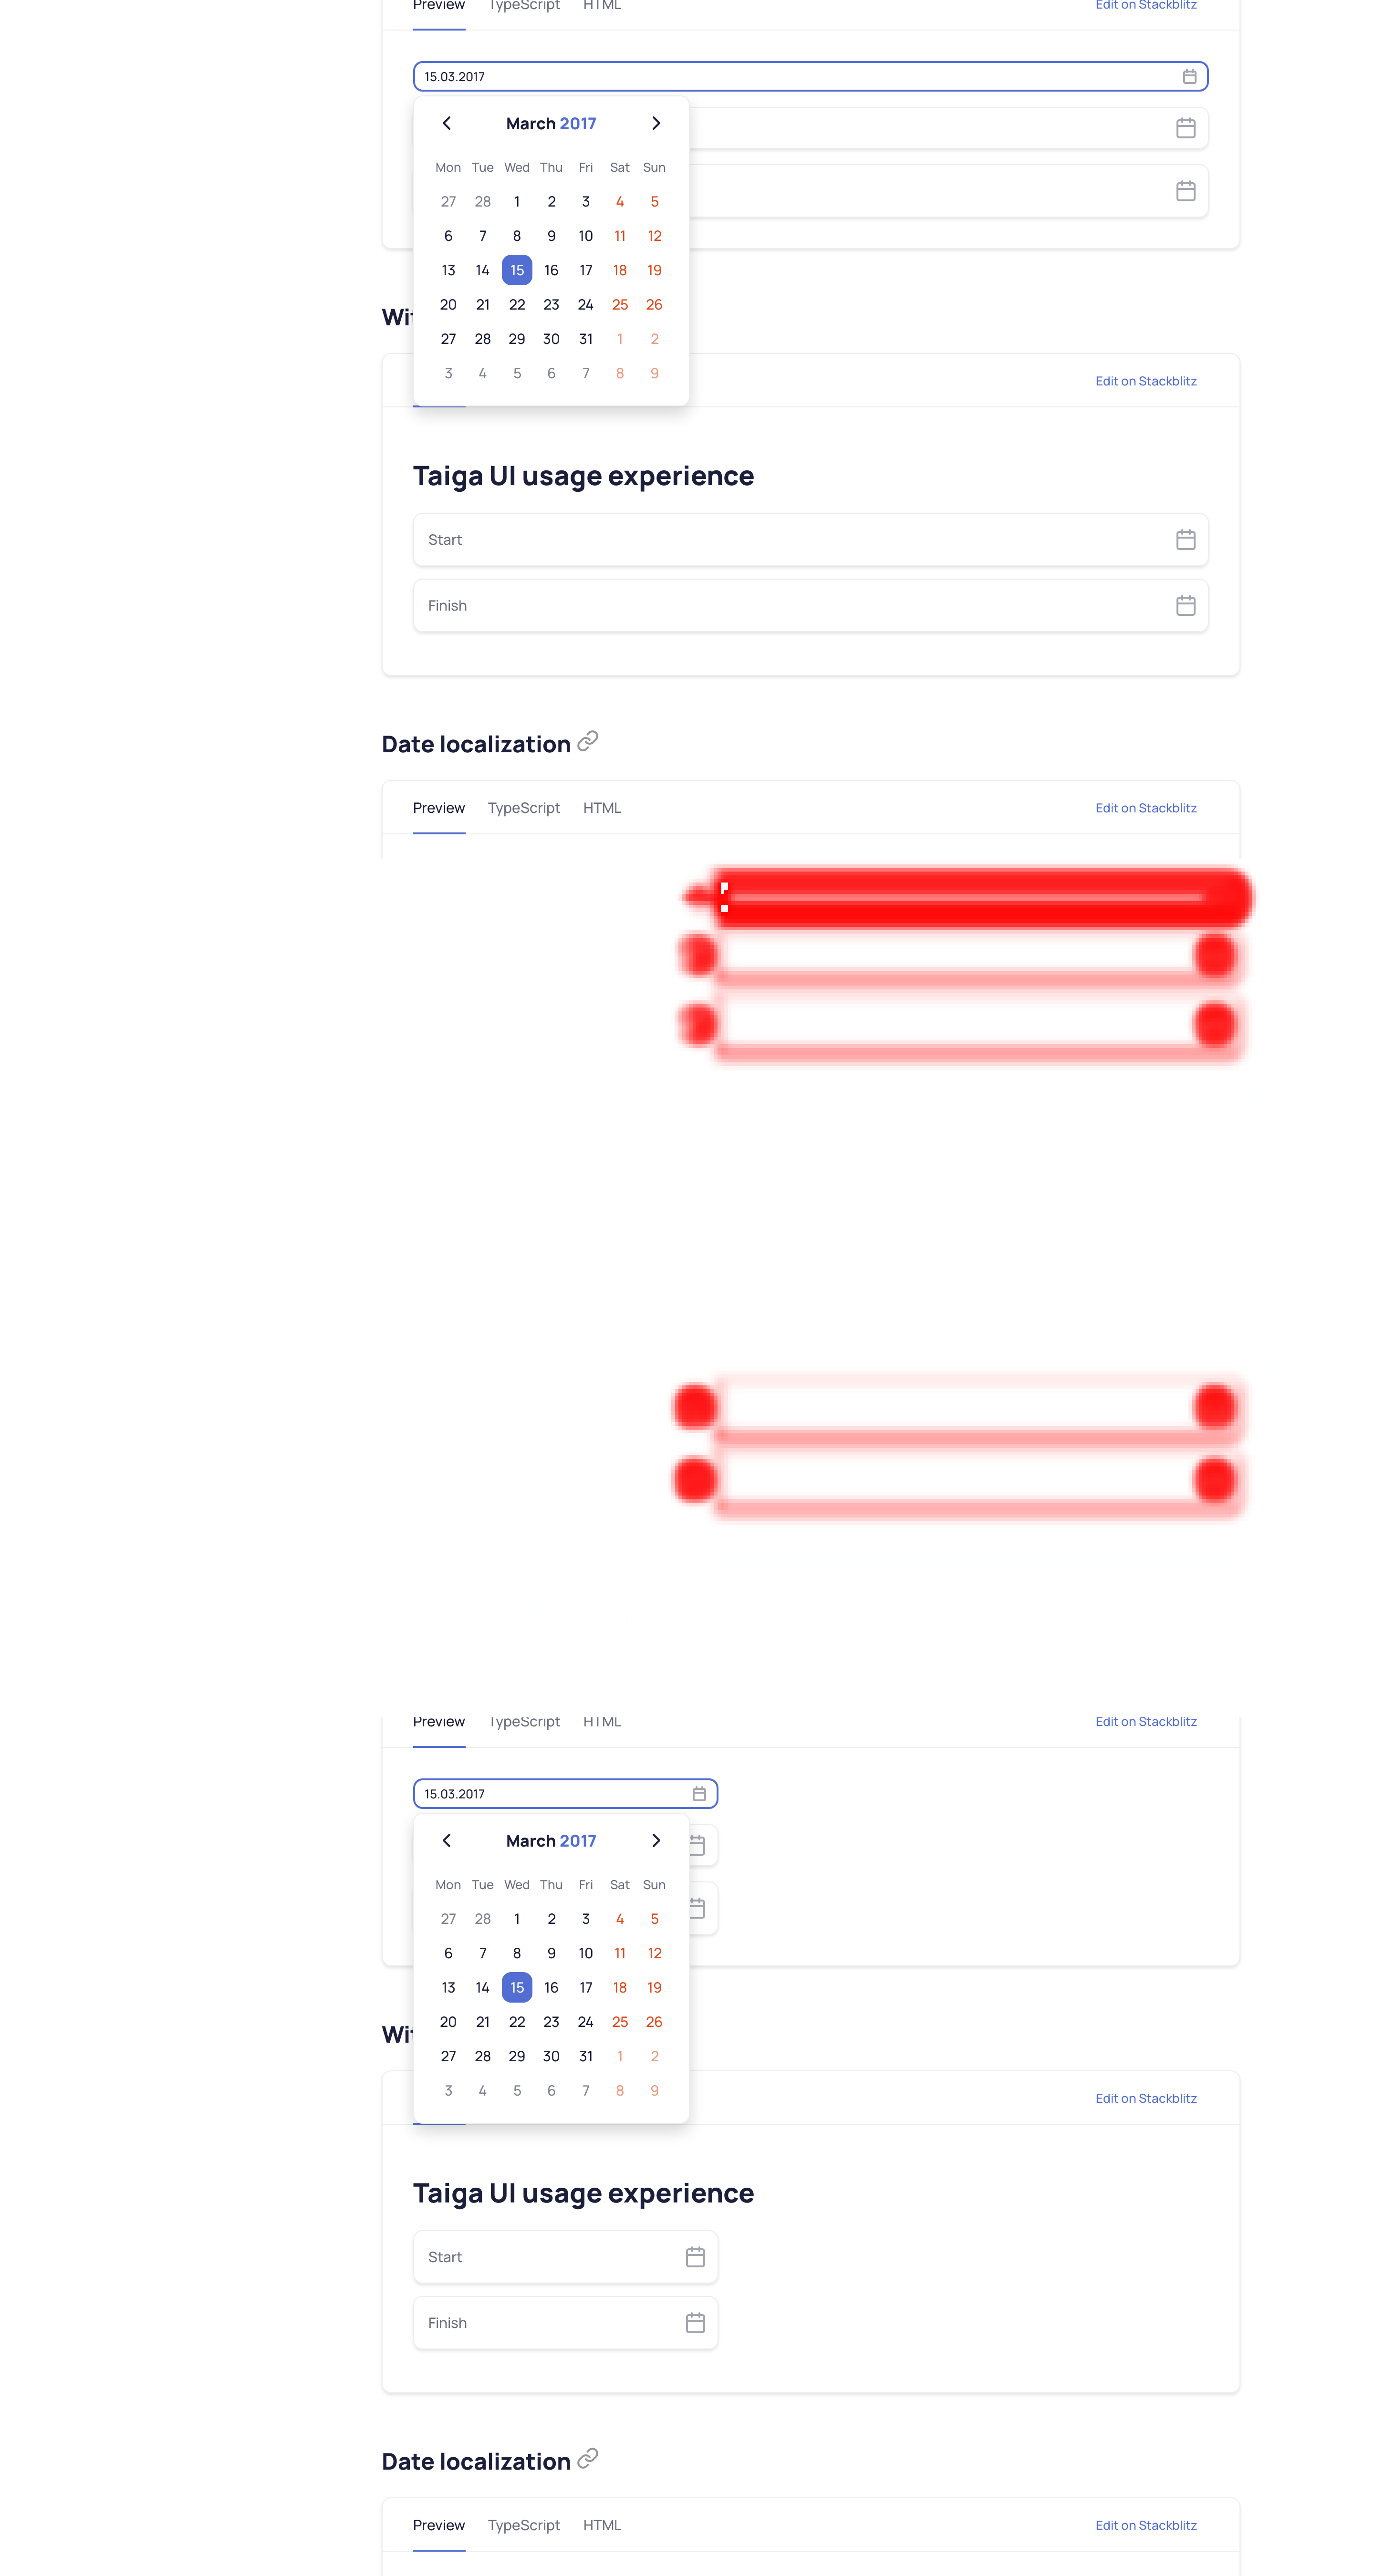 Preview TypeScript HTML Edit on Stackblitz
15.03.2017
March 2017
Mon Tue Wed Thu Fri Sat Sun
27 28 1 2 3 4 5
6 7 8 9 10 11 12
13 14 15 16 17 18 19
20 21 22 23 24 25 26
27 28 29 30 31 1 2
3 4 5 6 7 8 9
Edit on Stackblitz
Taiga UI usage experience
Start
Finish
Date localization
Preview TypeScript HTML Edit on Stackblitz
Preview TypeScript HTML Edit on Stackblitz
15.03.2017
March 2017
Mon Tue Wed Thu Fri Sat Sun
27 28 1 2 3 4 5
6 7 8 9 10 11 12
13 14 15 16 17 18 19
20 21 22 23 24 25 26
27 28 29 30 31 1 2
3 4 5 6 7 8 9
Edit on Stackblitz
Taiga UI usage experience
Start
Finish
Date localization
Preview TypeScript HTML Edit on Stackblitz